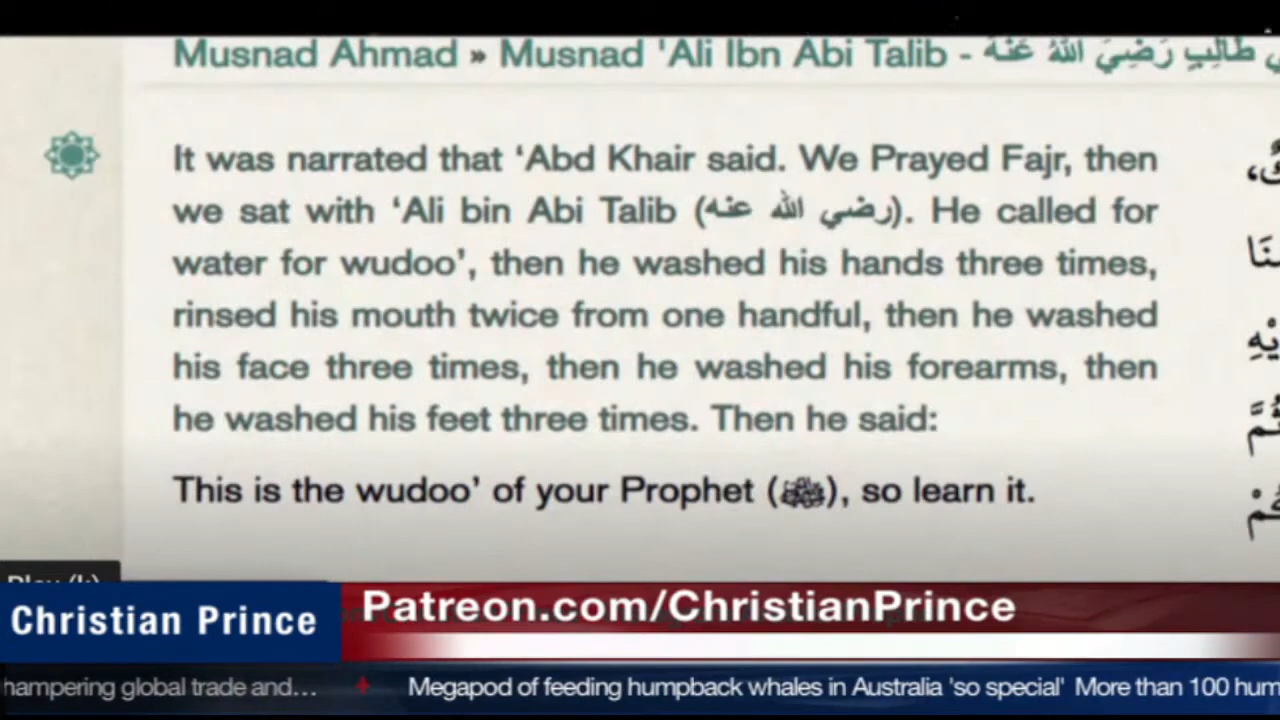 Musnad Ahmad » Musnad 'Ali Ibn Abi Talib - طَالِبٍ رَضِيَ اللَّهُ عَنْهُ
It was narrated that ‘Abd Khair said. We Prayed Fajr, then
we sat with ‘Ali bin Abi Talib (رضي الله عنه). He called for
water for wudoo’, then he washed his hands three times,
rinsed his mouth twice from one handful, then he washed
his face three times, then he washed his forearms, then
he washed his feet three times. Then he said:
This is the wudoo’ of your Prophet (ﷺ), so learn it.
Play (k)
Christian Prince
Patreon.com/ChristianPrince
hampering global trade and...
Megapod of feeding humpback whales in Australia 'so special' More than 100 hum